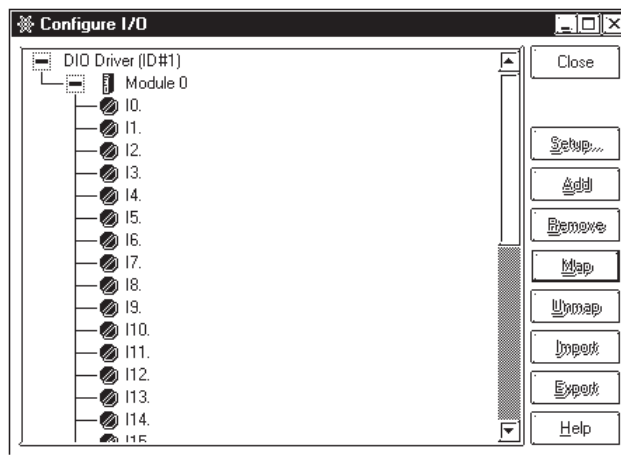 Configure I/O
DIO Driver (ID#1)
Module 0
I0.
I1.
I2.
I3.
I4.
I5.
I6.
I7.
I8.
I9.
I10.
I11.
I12.
I13.
I14.
I15.
Close
Setup...
Add
Remove
Map
Unmap
Import
Export
Help